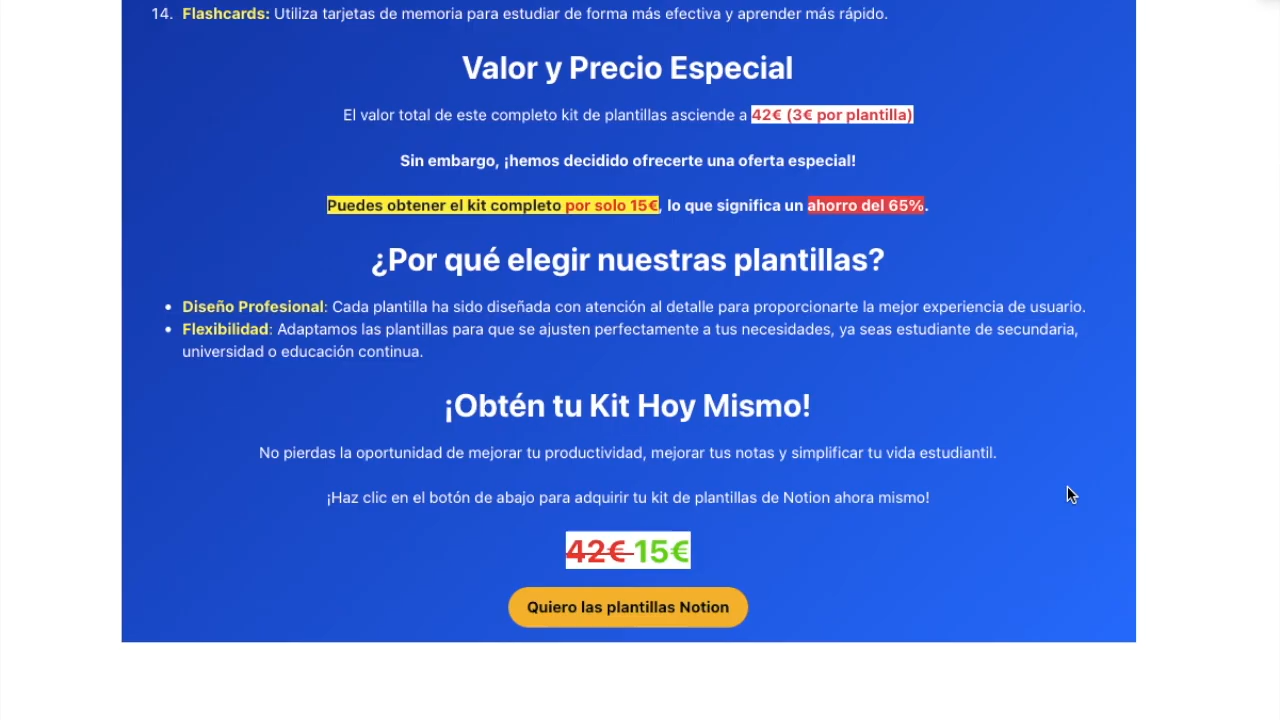 14. Flashcards: Utiliza tarjetas de memoria para estudiar de forma más efectiva y aprender más rápido.
Valor y Precio Especial
El valor total de este completo kit de plantillas asciende a 42€ (3€ por plantilla)
Sin embargo, ¡hemos decidido ofrecerte una oferta especial!
Puedes obtener el kit completo por solo 15€, lo que significa un ahorro del 65%.
¿Por qué elegir nuestras plantillas?
• Diseño Profesional: Cada plantilla ha sido diseñada con atención al detalle para proporcionarte la mejor experiencia de usuario.
• Flexibilidad: Adaptamos las plantillas para que se ajusten perfectamente a tus necesidades, ya seas estudiante de secundaria,
universidad o educación continua.
¡Obtén tu Kit Hoy Mismo!
No pierdas la oportunidad de mejorar tu productividad, mejorar tus notas y simplificar tu vida estudiantil.
¡Haz clic en el botón de abajo para adquirir tu kit de plantillas de Notion ahora mismo!
42€ 15€
Quiero las plantillas Notion